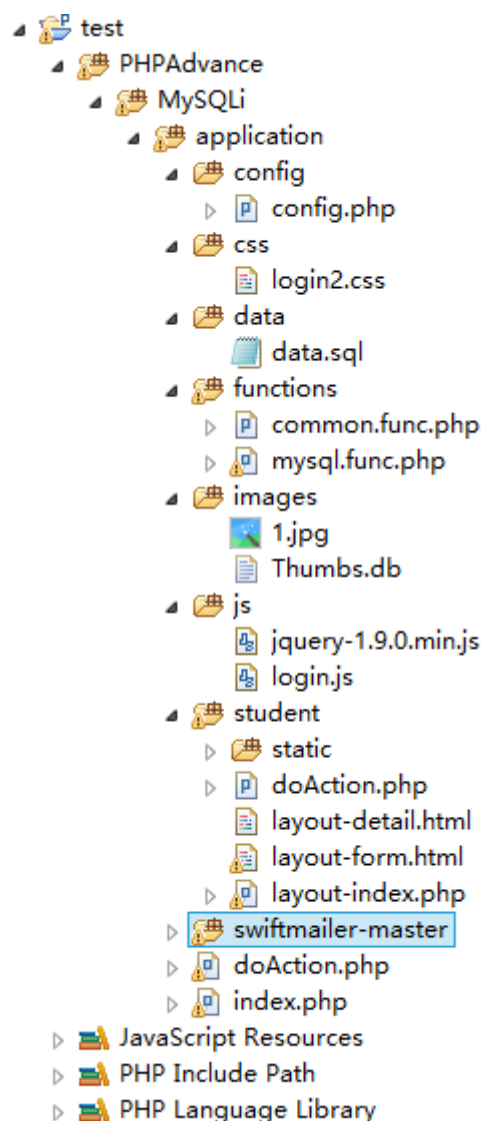 test
PHPAdvance
MySQLi
application
config
config.php
css
login2.css
data
data.sql
functions
common.func.php
mysql.func.php
images
1.jpg
Thumbs.db
js
jquery-1.9.0.min.js
login.js
student
static
doAction.php
layout-detail.html
layout-form.html
layout-index.php
swiftmailer-master
doAction.php
index.php
JavaScript Resources
PHP Include Path
PHP Language Library